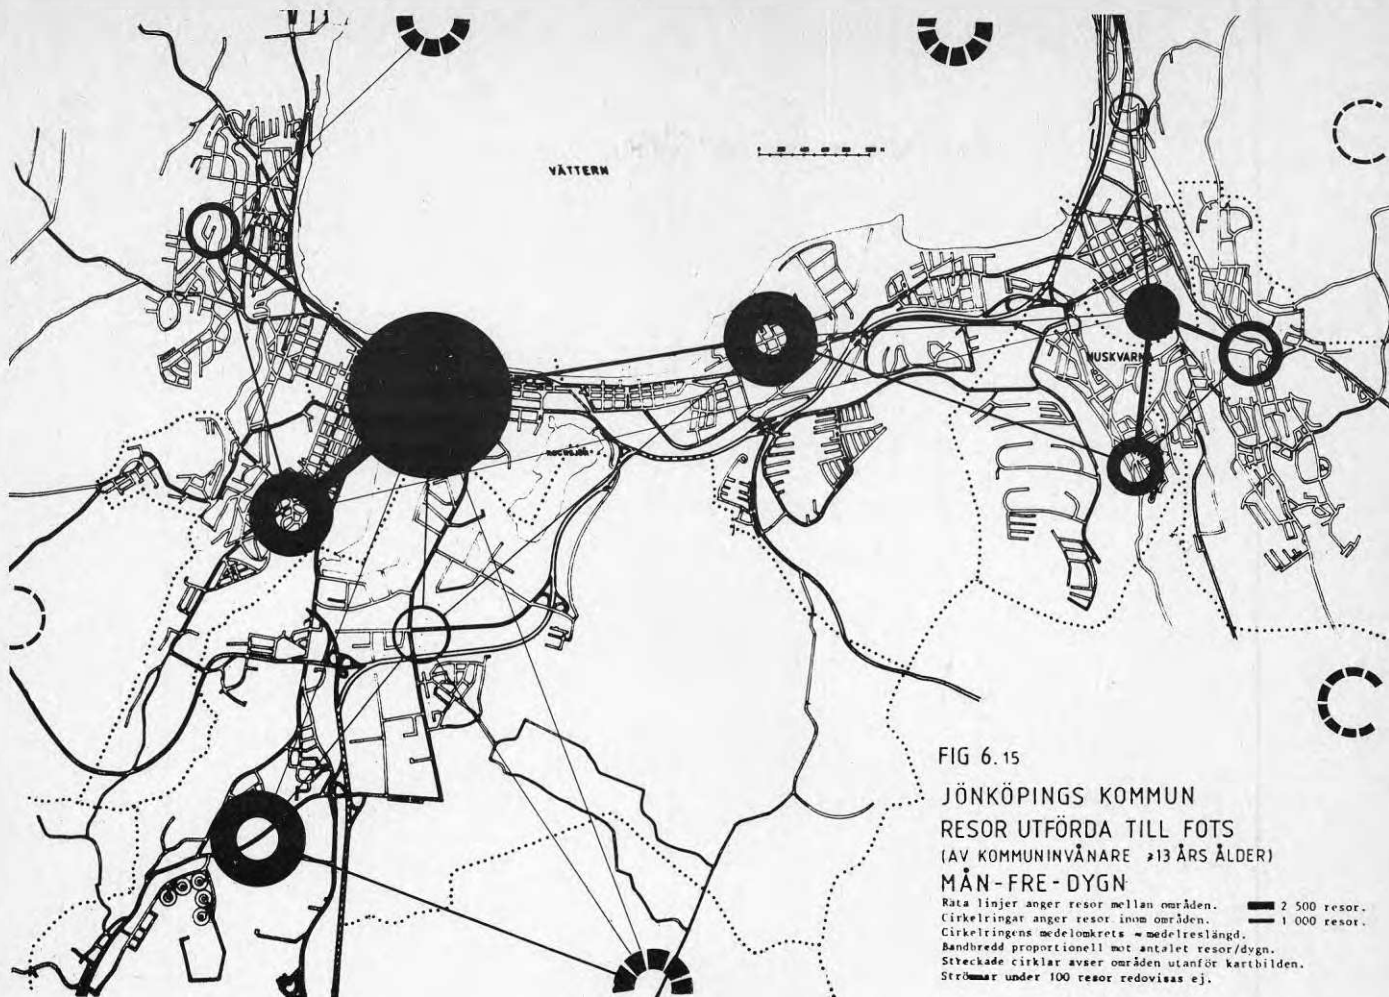 VÄTTERN
HUSKVARNA
FIG 6.15
JÖNKÖPINGS KOMMUN
RESOR UTFÖRDA TILL FOTS
(AV KOMMUNINVÅNARE ≥13 ÅRS ÅLDER)
MÅN-FRE-DYGN
Räta linjer anger resor mellan områden.
2 500 resor.
Cirkelringar anger resor inom områden.
1 000 resor.
Cirkelringens medelomkrets = medelreslängd.
Bandbredd proportionell mot antalet resor/dygn.
Streckade cirklar avser områden utanför kartbilden.
Strömmar under 100 resor redovisas ej.